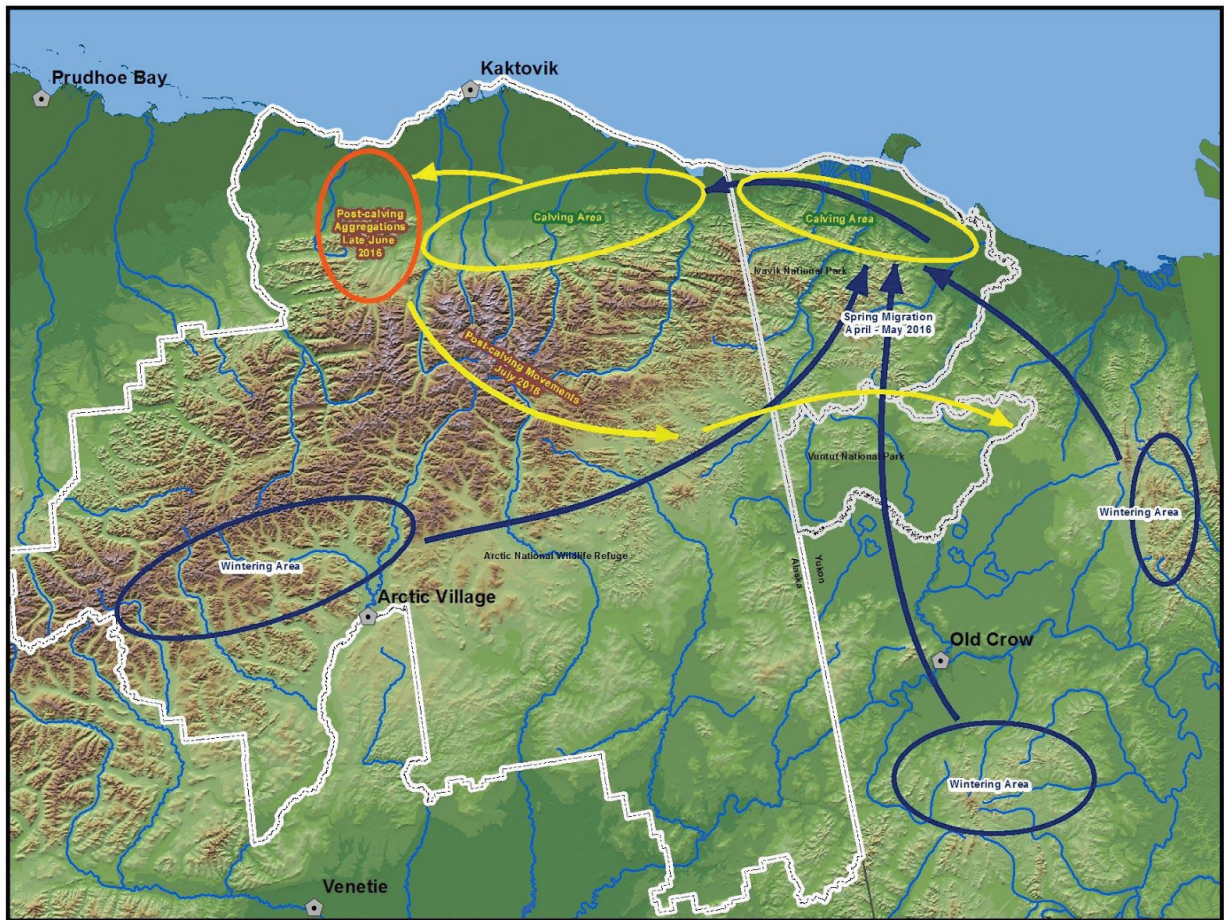 Prudhoe Bay
Kaktovik
Post-calving
Aggregations
Late June
2016
Calving Area
Calving Area
Ivavik National Park
Spring Migration
April - May 2016
Post-calving Movements
July 2016
Vuntut National Park
Wintering Area
Wintering Area
Arctic National Wildlife Refuge
Alaska
Yukon
Arctic Village
Old Crow
Wintering Area
Venetie